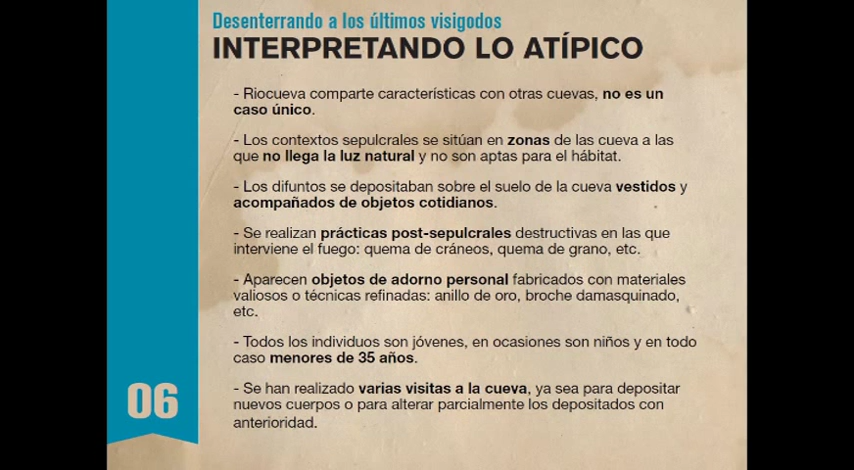 Desenterrando a los últimos visigodos
INTERPRETANDO LO ATÍPICO
- Riocueva comparte características con otras cuevas, no es un
caso único.
- Los contextos sepulcrales se sitúan en zonas de las cueva a las
que no llega la luz natural y no son aptas para el hábitat.
- Los difuntos se depositaban sobre el suelo de la cueva vestidos y
acompañados de objetos cotidianos.
- Se realizan prácticas post-sepulcrales destructivas en las que
interviene el fuego: quema de cráneos, quema de grano, etc.
- Aparecen objetos de adorno personal fabricados con materiales
valiosos o técnicas refinadas: anillo de oro, broche damasquinado,
etc.
- Todos los individuos son jóvenes, en ocasiones son niños y en todo
caso menores de 35 años.
- Se han realizado varias visitas a la cueva, ya sea para depositar
nuevos cuerpos o para alterar parcialmente los depositados con
anterioridad.
06